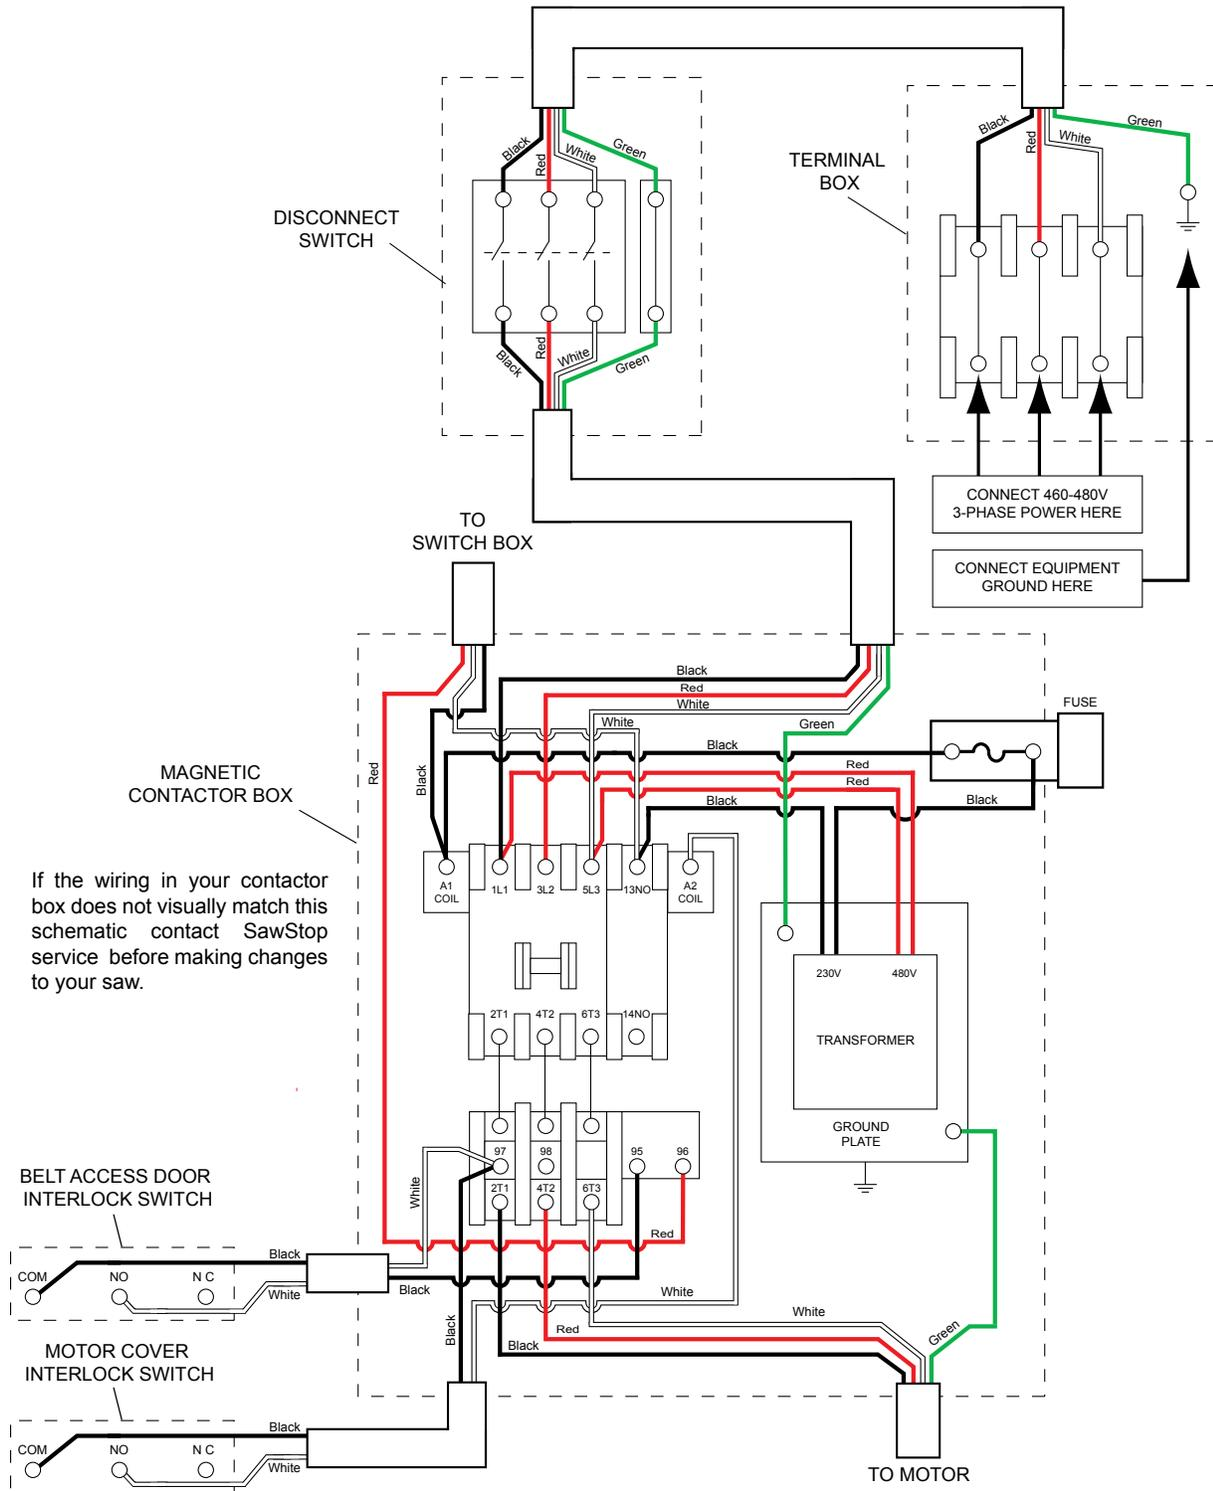 Black
Red
White
Green
TERMINAL
BOX
Black
Red
White
Green
DISCONNECT
SWITCH
Black
Red
White
Green
CONNECT 460-480V
3-PHASE POWER HERE
CONNECT EQUIPMENT
GROUND HERE
TO
SWITCH BOX
Black
Red
White
White
Green
FUSE
Black
Red
Black
Red
Red
Black
Black
MAGNETIC
CONTACTOR BOX
If the wiring in your contactor
box does not visually match this
schematic contact SawStop
service before making changes
to your saw.
A1
COIL
1L1
3L2
5L3
13NO
A2
COIL
230V
480V
TRANSFORMER
GROUND
PLATE
2T1
4T2
6T3
14NO
97
98
95
96
2T1
4T2
6T3
White
Red
BELT ACCESS DOOR
INTERLOCK SWITCH
COM
NO
N C
Black
White
Black
White
Black
White
Red
Black
Green
MOTOR COVER
INTERLOCK SWITCH
COM
NO
N C
Black
White
TO MOTOR